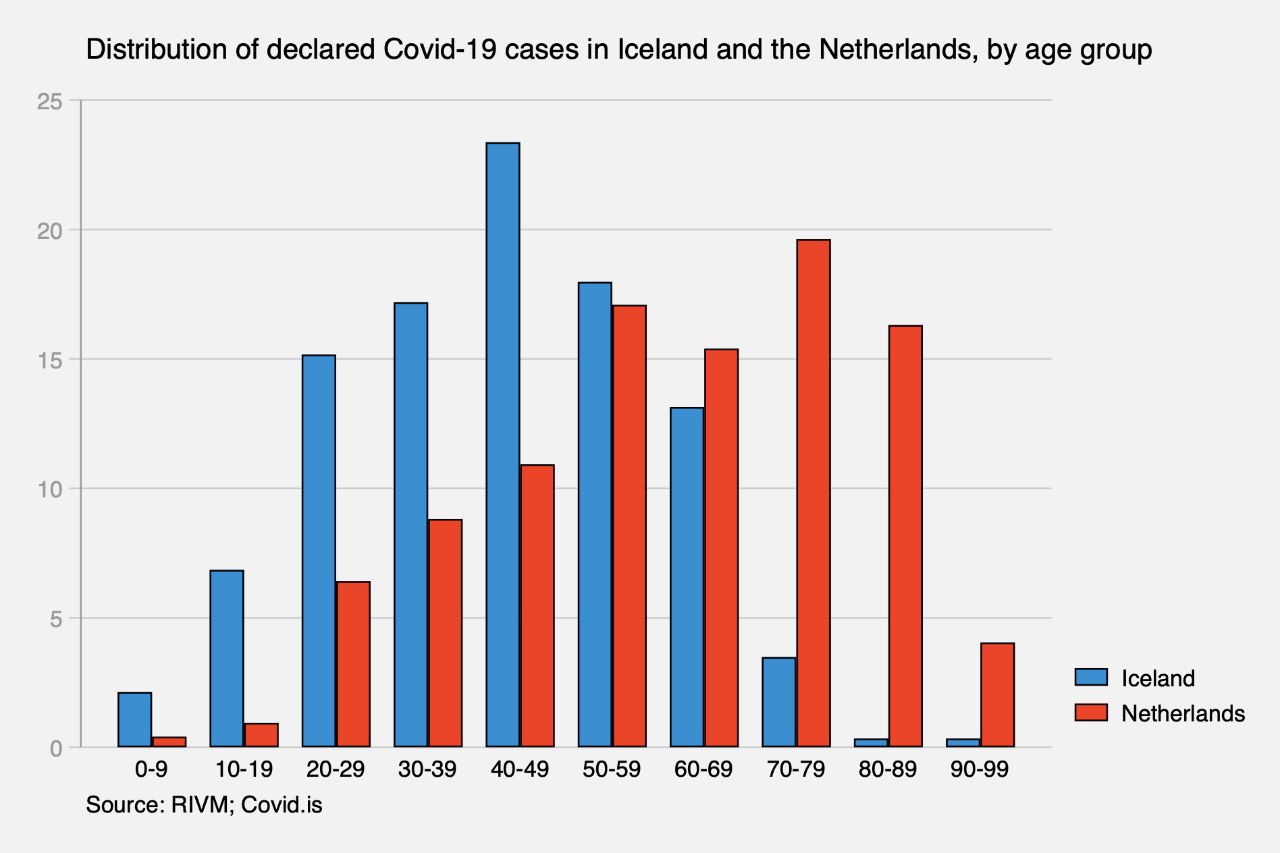 Distribution of declared Covid-19 cases in Iceland and the Netherlands, by age group
25
20
15
10
5
0
0-9 10-19 20-29 30-39 40-49 50-59 60-69 70-79 80-89 90-99
Iceland
Netherlands
Source: RIVM; Covid.is